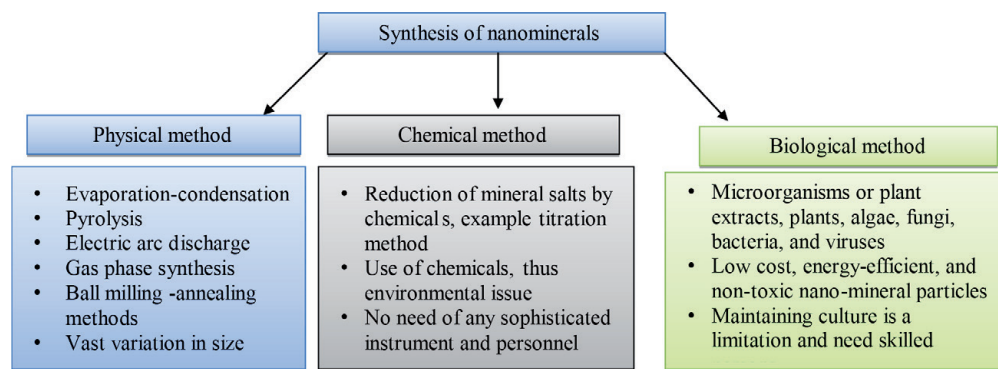 Synthesis of nanominerals
Physical method
• Evaporation-condensation
• Pyrolysis
• Electric arc discharge
• Gas phase synthesis
• Ball milling -annealing
methods
• Vast variation in size
Chemical method
• Reduction of mineral salts by
chemicals, example titration
method
• Use of chemicals, thus
environmental issue
• No need of any sophisticated
instrument and personnel
Biological method
• Microorganisms or plant
extracts, plants, algae, fungi,
bacteria, and viruses
• Low cost, energy-efficient, and
non-toxic nano-mineral particles
• Maintaining culture is a
limitation and need skilled